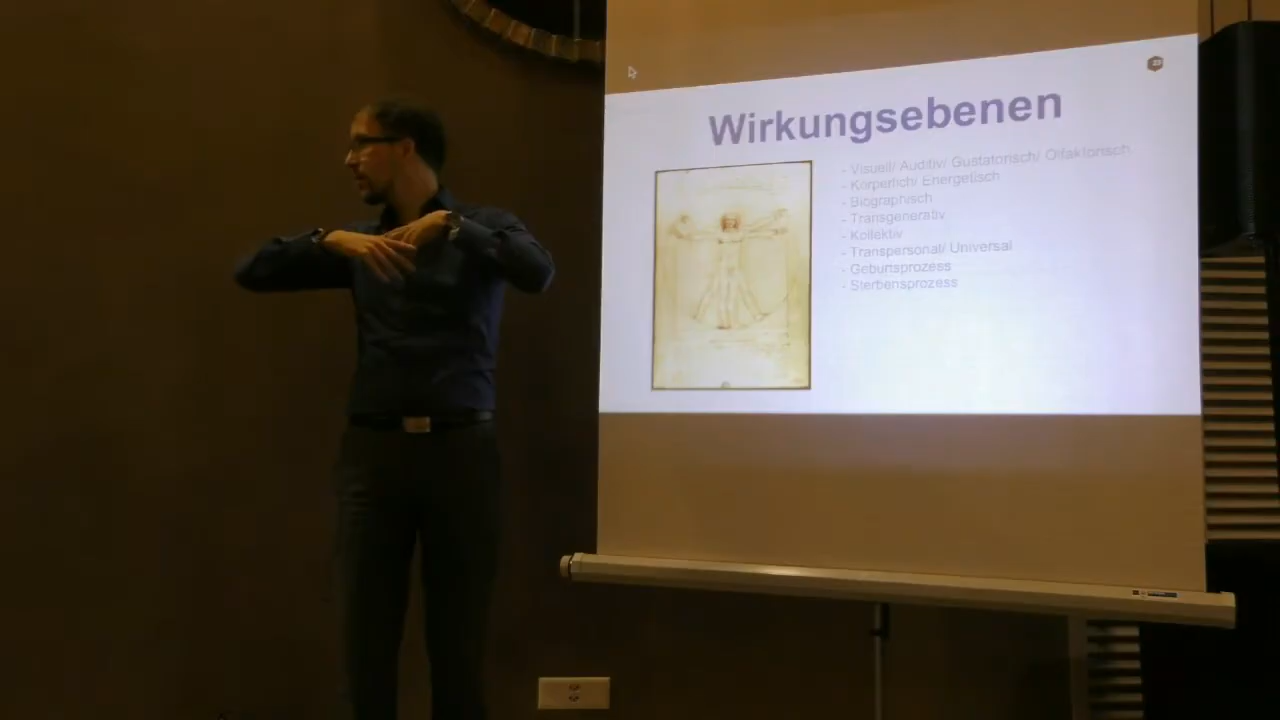 Wirkungsebenen
- Visuell/ Auditiv/ Gustatorisch/ Olfaktorisch
- Körperlich/ Energetisch
- Biographisch
- Transgenerativ
- Kollektiv
- Transpersonal/ Universal
- Geburtsprozess
- Sterbensprozess